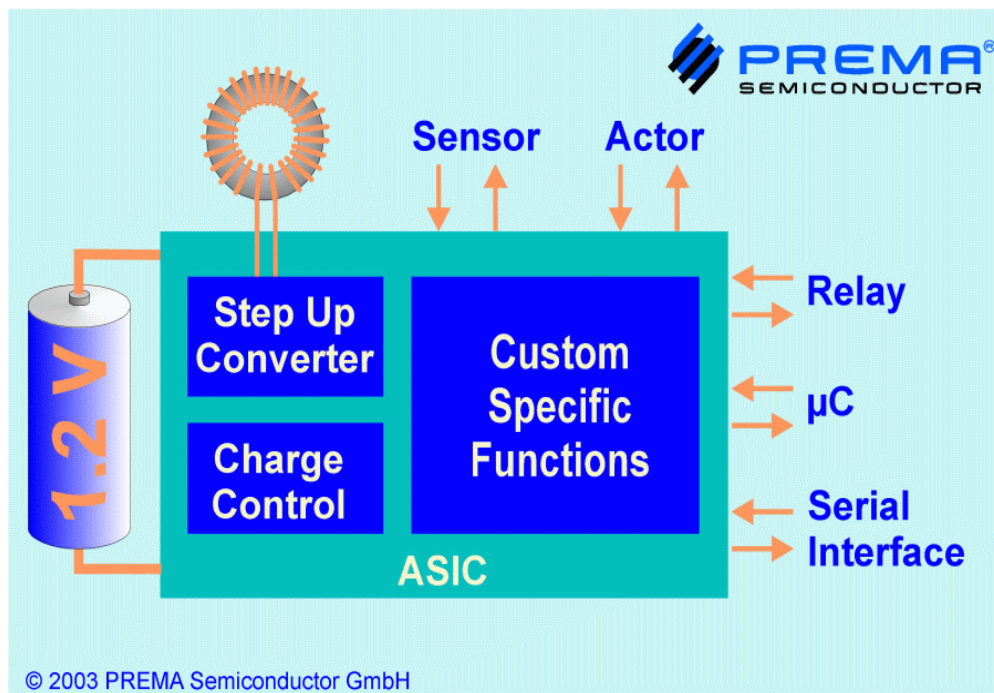 PREMA®
SEMICONDUCTOR
Sensor
Actor
Step Up
Converter
Custom
Specific
Functions
Charge
Control
ASIC
1.2 V
Relay
µC
Serial
Interface
© 2003 PREMA Semiconductor GmbH